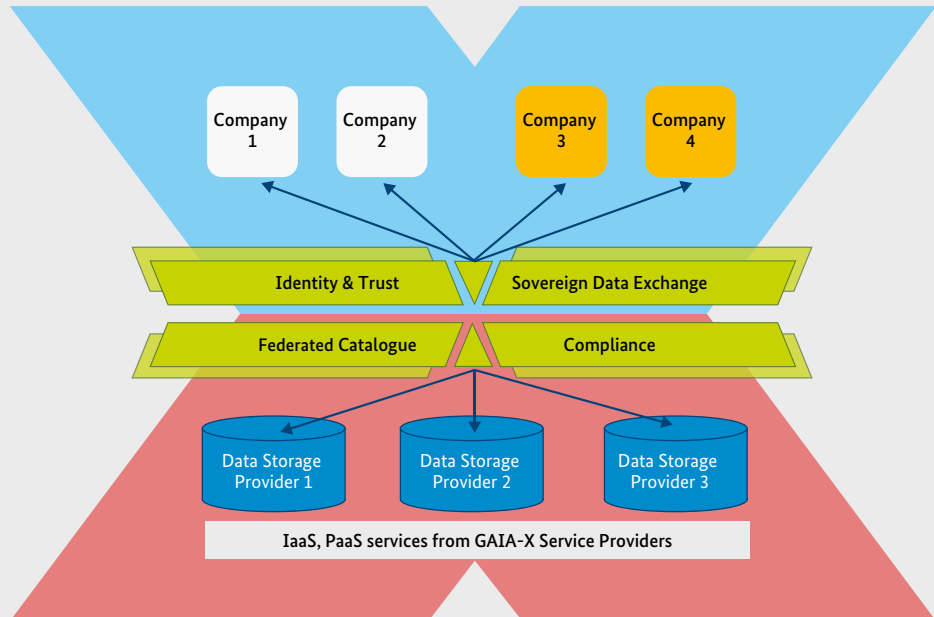 Company
1
Company
2
Company
3
Company
4
Identity & Trust
Sovereign Data Exchange
Federated Catalogue
Compliance
Data Storage
Provider 1
Data Storage
Provider 2
Data Storage
Provider 3
IaaS, PaaS services from GAIA-X Service Providers